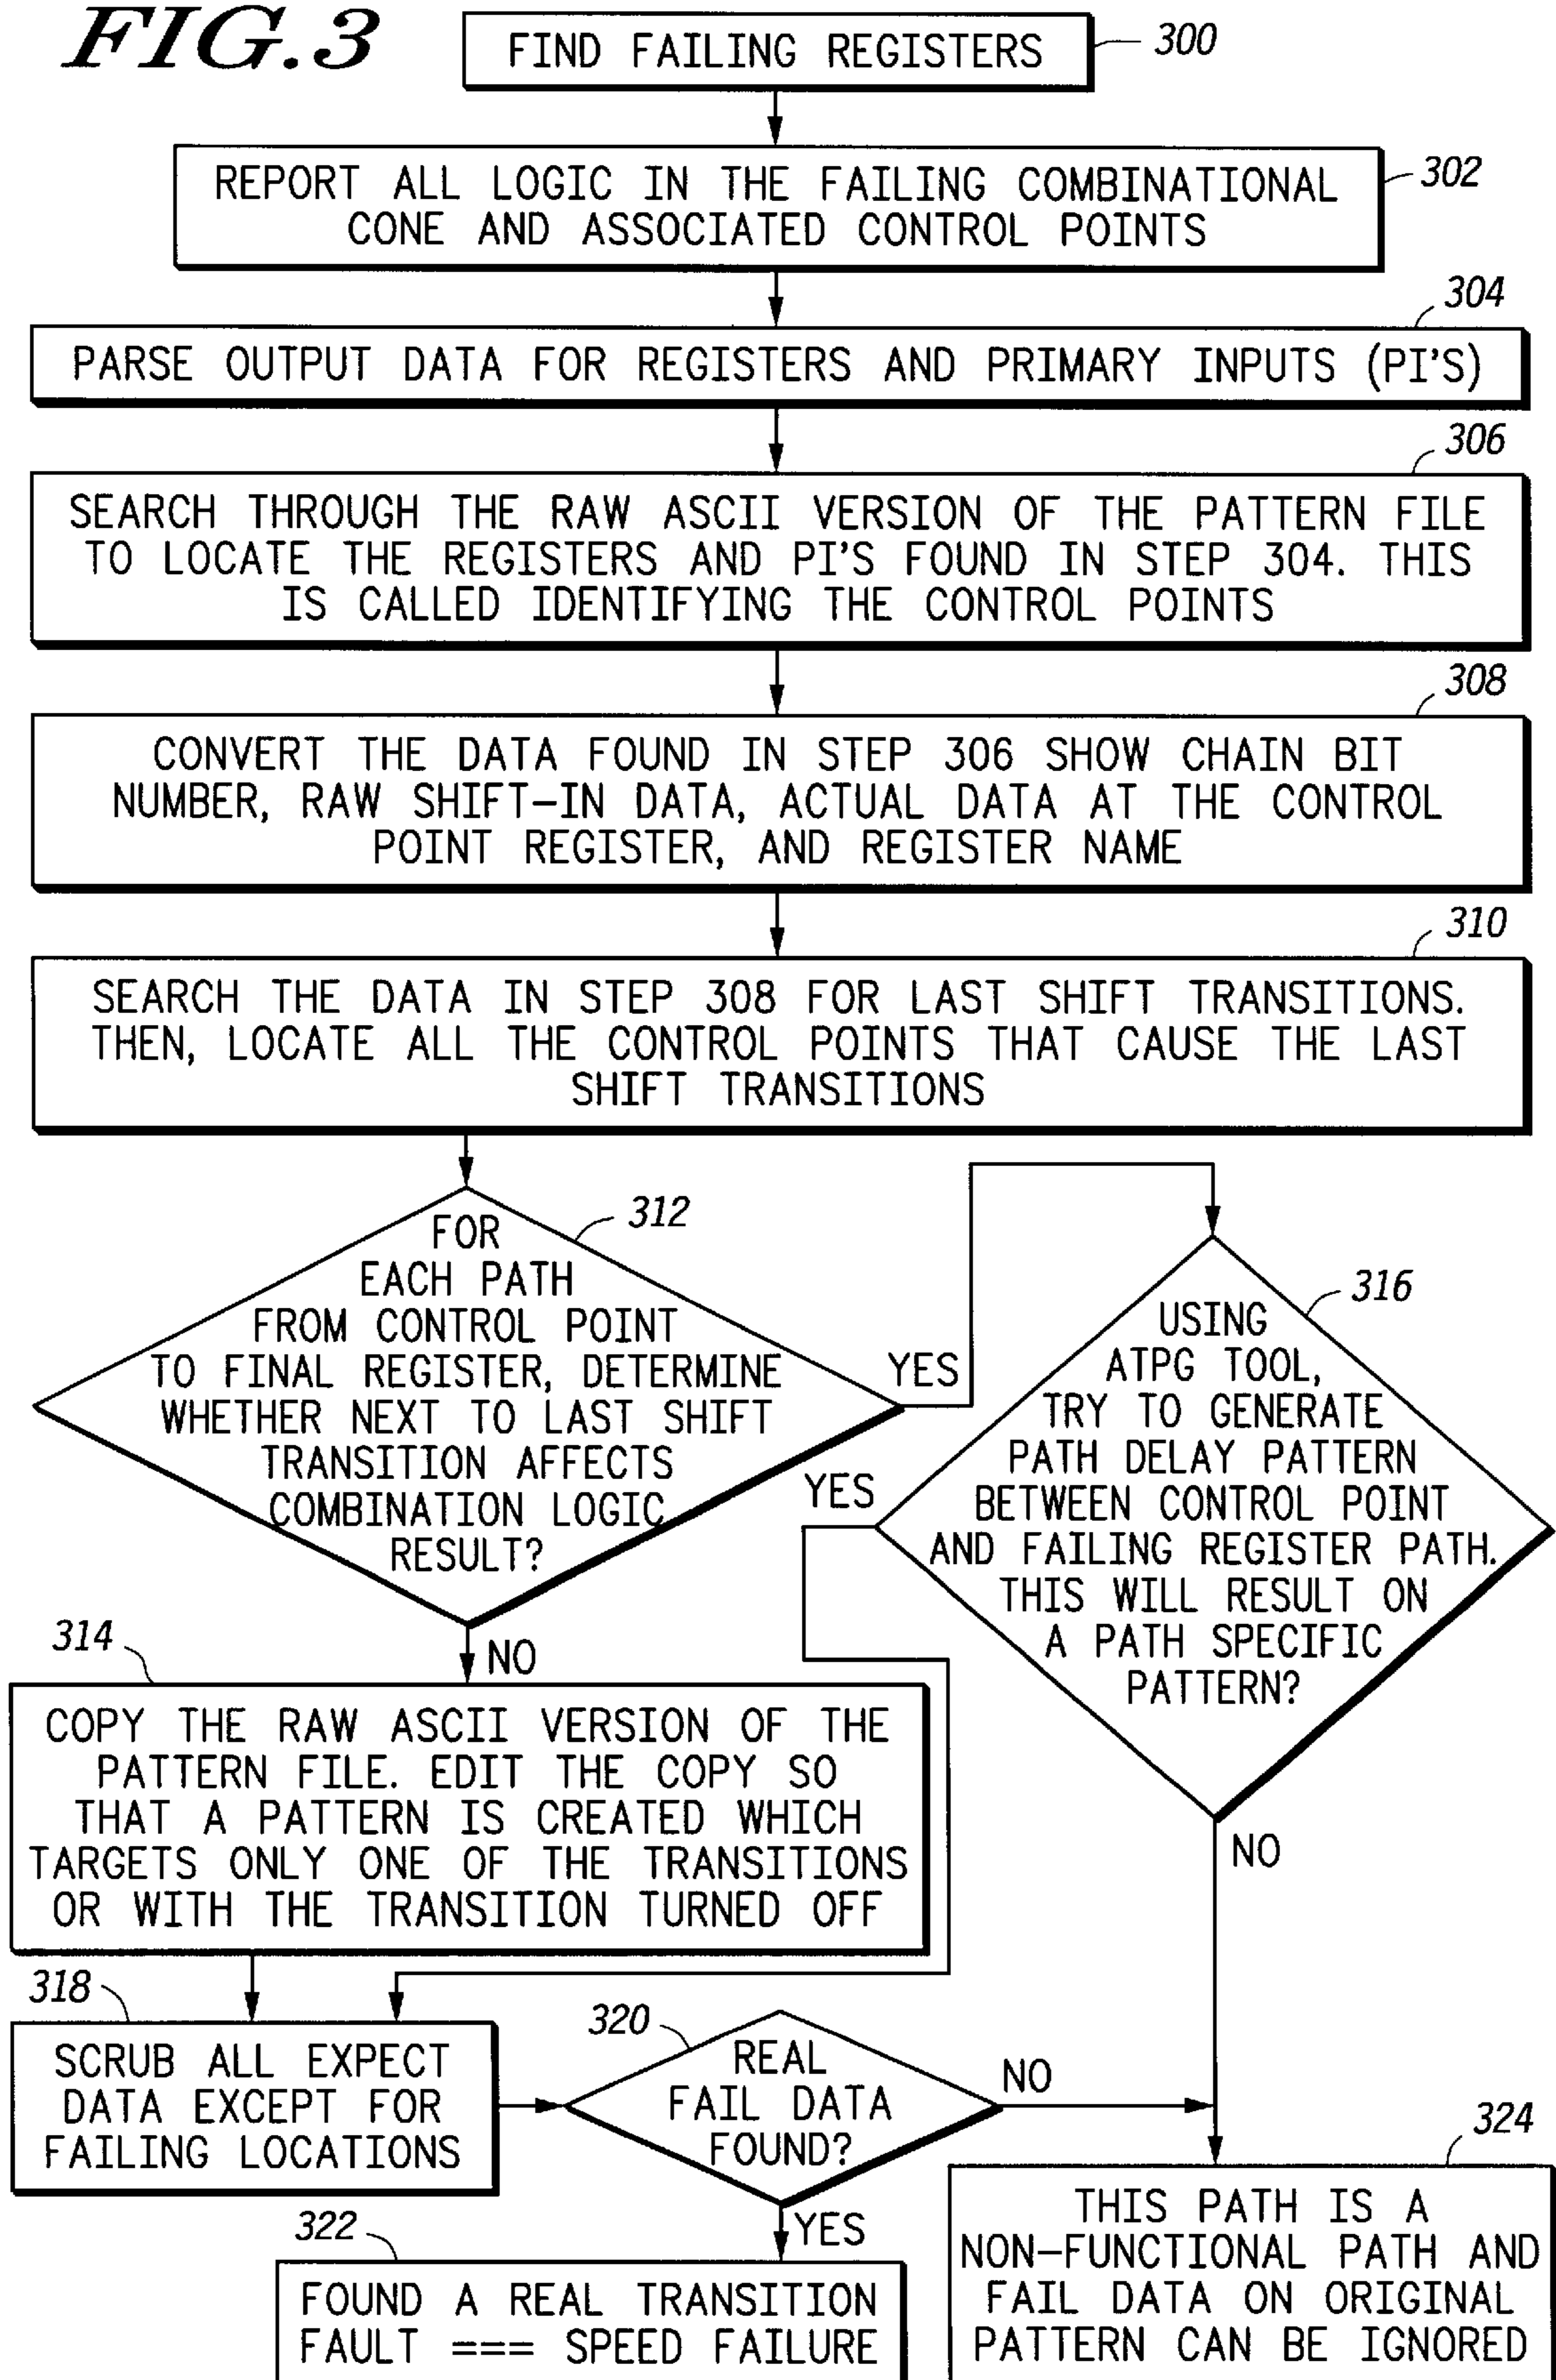 FIG.3
FIND FAILING REGISTERS
300
REPORT ALL LOGIC IN THE FAILING COMBINATIONAL
CONE AND ASSOCIATED CONTROL POINTS
302
304
PARSE OUTPUT DATA FOR REGISTERS AND PRIMARY INPUTS (PI'S)
306
SEARCH THROUGH THE RAW ASCII VERSION OF THE PATTERN FILE
TO LOCATE THE REGISTERS AND PI'S FOUND IN STEP 304. THIS
IS CALLED IDENTIFYING THE CONTROL POINTS
308
CONVERT THE DATA FOUND IN STEP 306 SHOW CHAIN BIT
NUMBER, RAW SHIFT-IN DATA, ACTUAL DATA AT THE CONTROL
POINT REGISTER, AND REGISTER NAME
310
SEARCH THE DATA IN STEP 308 FOR LAST SHIFT TRANSITIONS.
THEN, LOCATE ALL THE CONTROL POINTS THAT CAUSE THE LAST
SHIFT TRANSITIONS
312
FOR
EACH PATH
FROM CONTROL POINT
TO FINAL REGISTER, DETERMINE
WHETHER NEXT TO LAST SHIFT
TRANSITION AFFECTS
COMBINATION LOGIC
RESULT?
YES
NO
316
USING
ATPG TOOL,
TRY TO GENERATE
PATH DELAY PATTERN
BETWEEN CONTROL POINT
AND FAILING REGISTER PATH.
THIS WILL RESULT ON
A PATH SPECIFIC
PATTERN?
YES
NO
314
COPY THE RAW ASCII VERSION OF THE
PATTERN FILE. EDIT THE COPY SO
THAT A PATTERN IS CREATED WHICH
TARGETS ONLY ONE OF THE TRANSITIONS
OR WITH THE TRANSITION TURNED OFF
318
SCRUB ALL EXPECT
DATA EXCEPT FOR
FAILING LOCATIONS
320
REAL
FAIL DATA
FOUND?
NO
YES
322
FOUND A REAL TRANSITION
FAULT === SPEED FAILURE
324
THIS PATH IS A
NON-FUNCTIONAL PATH AND
FAIL DATA ON ORIGINAL
PATTERN CAN BE IGNORED